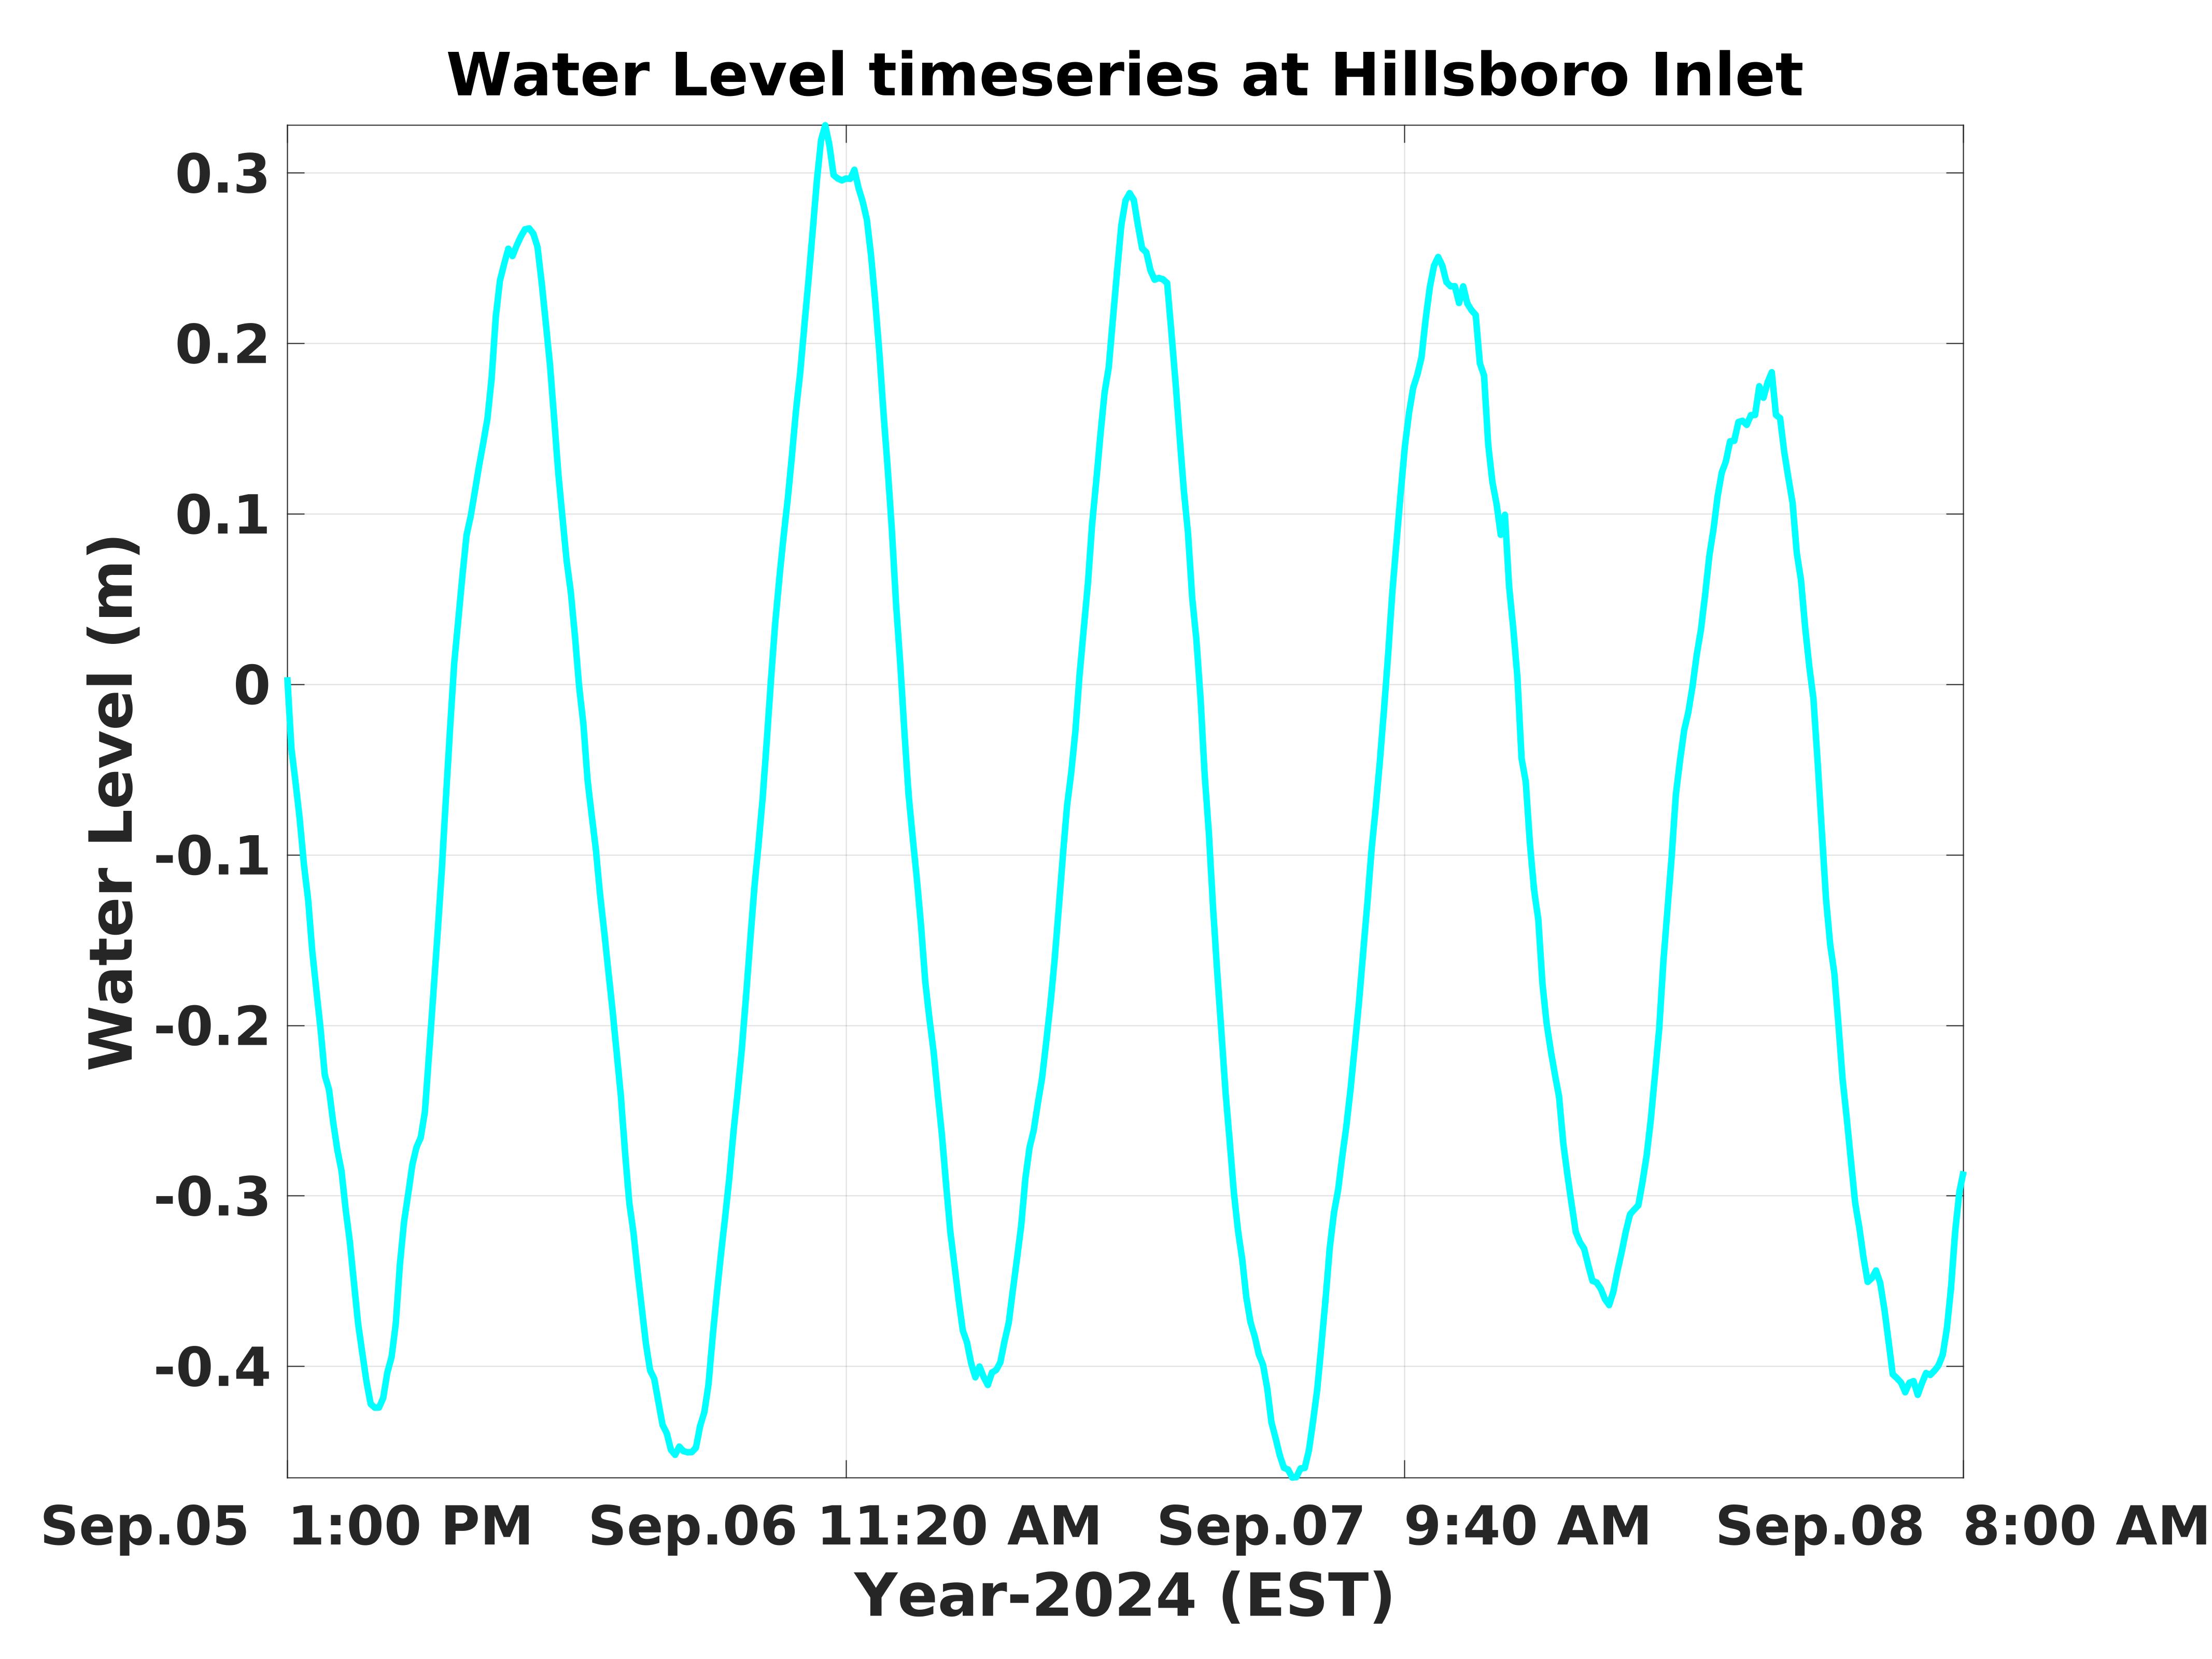 Water Level timeseries at Hillsboro Inlet
0.3
0.2
0.1
0
-0.1
-0.2
-0.3
-0.4
Water Level (m)
Sep.05 1:00 PM Sep.06 11:20 AM Sep.07 9:40 AM Sep.08 8:00 AM
Year-2024 (EST)